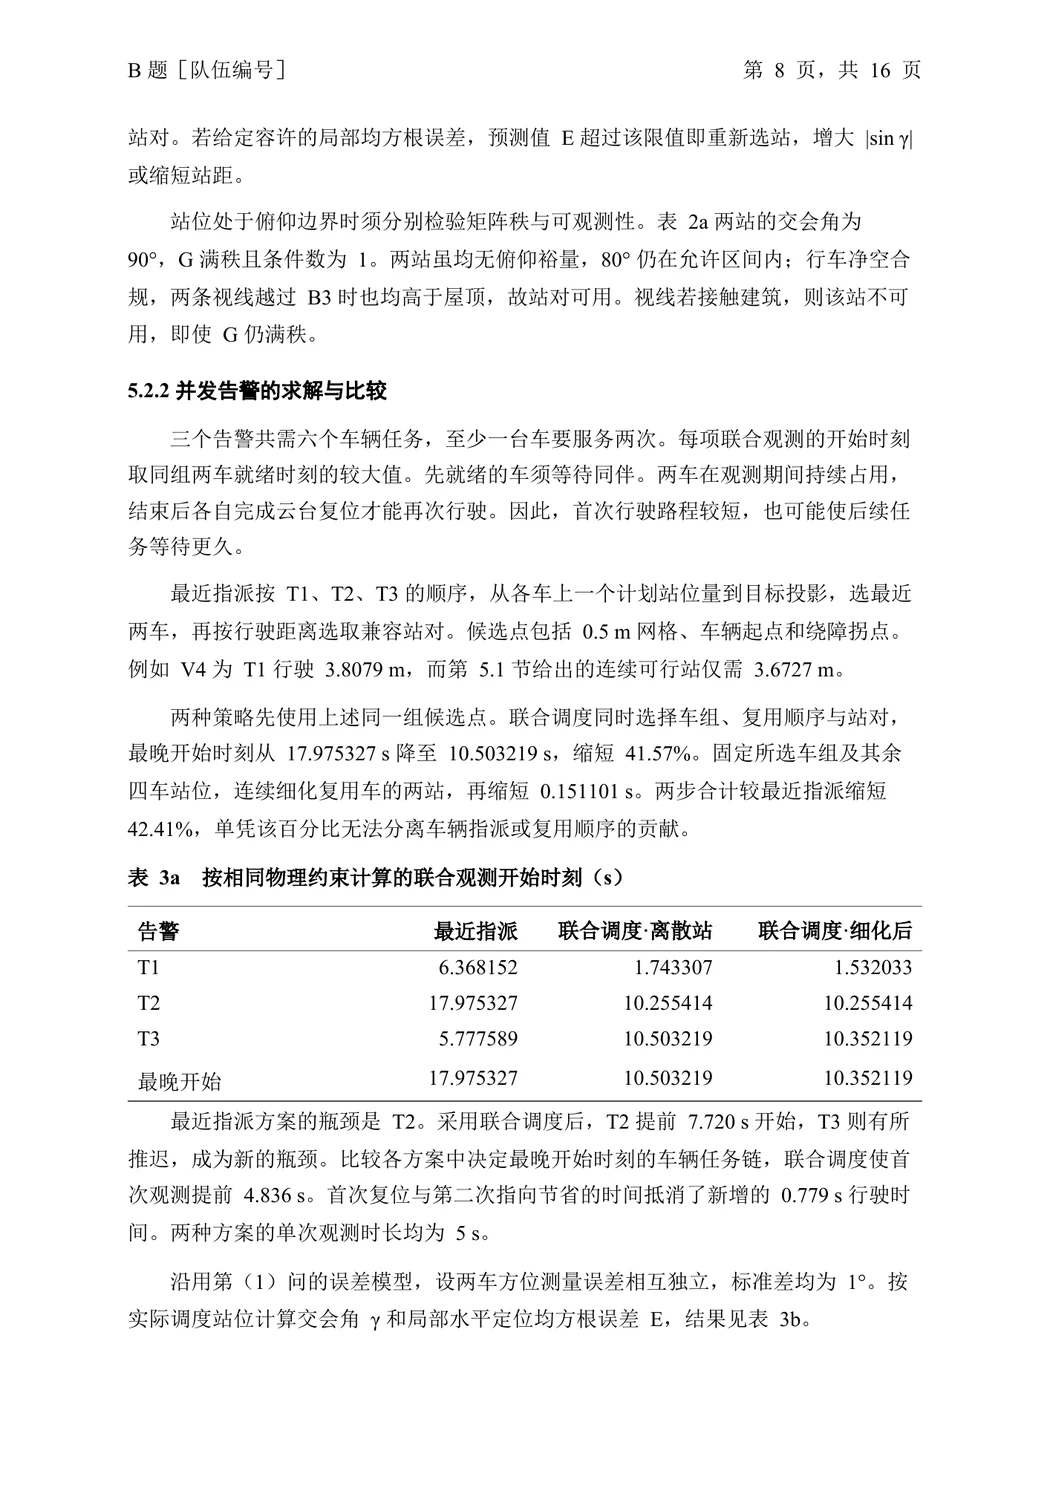 B 题［队伍编号］ 第 8 页，共 16 页
站对。若给定容许的局部均方根误差，预测值 E 超过该限值即重新选站，增大 |sin γ|
或缩短站距。
站位处于俯仰边界时须分别检验矩阵秩与可观测性。表 2a 两站的交会角为
90°，G 满秩且条件数为 1。两站虽均无俯仰裕量，80° 仍在允许区间内；行车净空合
规，两条视线越过 B3 时也均高于屋顶，故站对可用。视线若接触建筑，则该站不可
用，即使 G 仍满秩。
5.2.2 并发告警的求解与比较
三个告警共需六个车辆任务，至少一台车要服务两次。每项联合观测的开始时刻
取同组两车就绪时刻的较大值。先就绪的车须等待同伴。两车在观测期间持续占用，
结束后各自完成云台复位才能再次行驶。因此，首次行驶路程较短，也可能使后续任
务等待更久。
最近指派按 T1、T2、T3 的顺序，从各车上一个计划站位量到目标投影，选最近
两车，再按行驶距离选取兼容站对。候选点包括 0.5 m 网格、车辆起点和绕障拐点。
例如 V4 为 T1 行驶 3.8079 m，而第 5.1 节给出的连续可行站仅需 3.6727 m。
两种策略先使用上述同一组候选点。联合调度同时选择车组、复用顺序与站对，
最晚开始时刻从 17.975327 s 降至 10.503219 s，缩短 41.57%。固定所选车组及其余
四车站位，连续细化复用车的两站，再缩短 0.151101 s。两步合计较最近指派缩短
42.41%，单凭该百分比无法分离车辆指派或复用顺序的贡献。
表 3a 按相同物理约束计算的联合观测开始时刻（s）
告警 最近指派 联合调度·离散站 联合调度·细化后
T1 6.368152 1.743307 1.532033
T2 17.975327 10.255414 10.255414
T3 5.777589 10.503219 10.352119
最晚开始 17.975327 10.503219 10.352119
最近指派方案的瓶颈是 T2。采用联合调度后，T2 提前 7.720 s 开始，T3 则有所
推迟，成为新的瓶颈。比较各方案中决定最晚开始时刻的车辆任务链，联合调度使首
次观测提前 4.836 s。首次复位与第二次指向节省的时间抵消了新增的 0.779 s 行驶时
间。两种方案的单次观测时长均为 5 s。
沿用第（1）问的误差模型，设两车方位测量误差相互独立，标准差均为 1°。按
实际调度站位计算交会角 γ 和局部水平定位均方根误差 E，结果见表 3b。